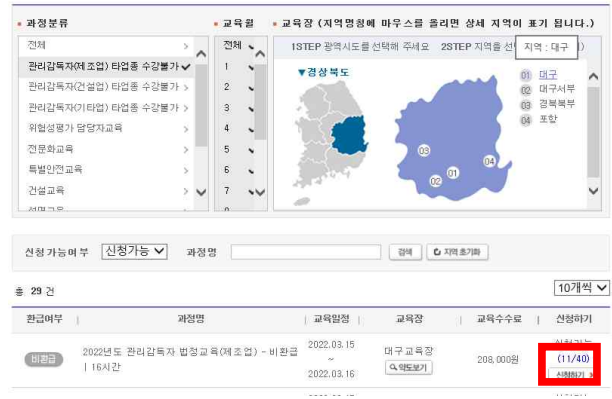 과정분류
전체
관리감독자(제조업) 타업종 수강불가
관리감독자(건설업) 타업종 수강불가
관리감독자(기타업) 타업종 수강불가
위험성평가 담당자교육
전문화교육
특별안전교육
건설교육
교육월
전체
1
2
3
4
5
6
7
교육장 (지역명칭에 마우스를 올리면 상세 지역이 표기 됩니다.)
1STEP 광역시도를 선택해 주세요 2STEP 지역을
지역 : 대구
▼경상북도
01 대구
02 대구서부
03 경북북부
04 포항
03
04
01
02
신청가능여부 신청가능 과정명 검색 지역초기화
총 29 건
10개씩
환급여부 | 과정명 | 교육일정 | 교육장 | 교육수수료 | 신청하기
비환급
2022년도 관리감독자 법정교육(제조업) - 비환급
| 16시간
2022.03.15
~
2022.03.16
대구교육장
약도보기
208,000원
신청가능
(11/40)
신청하기